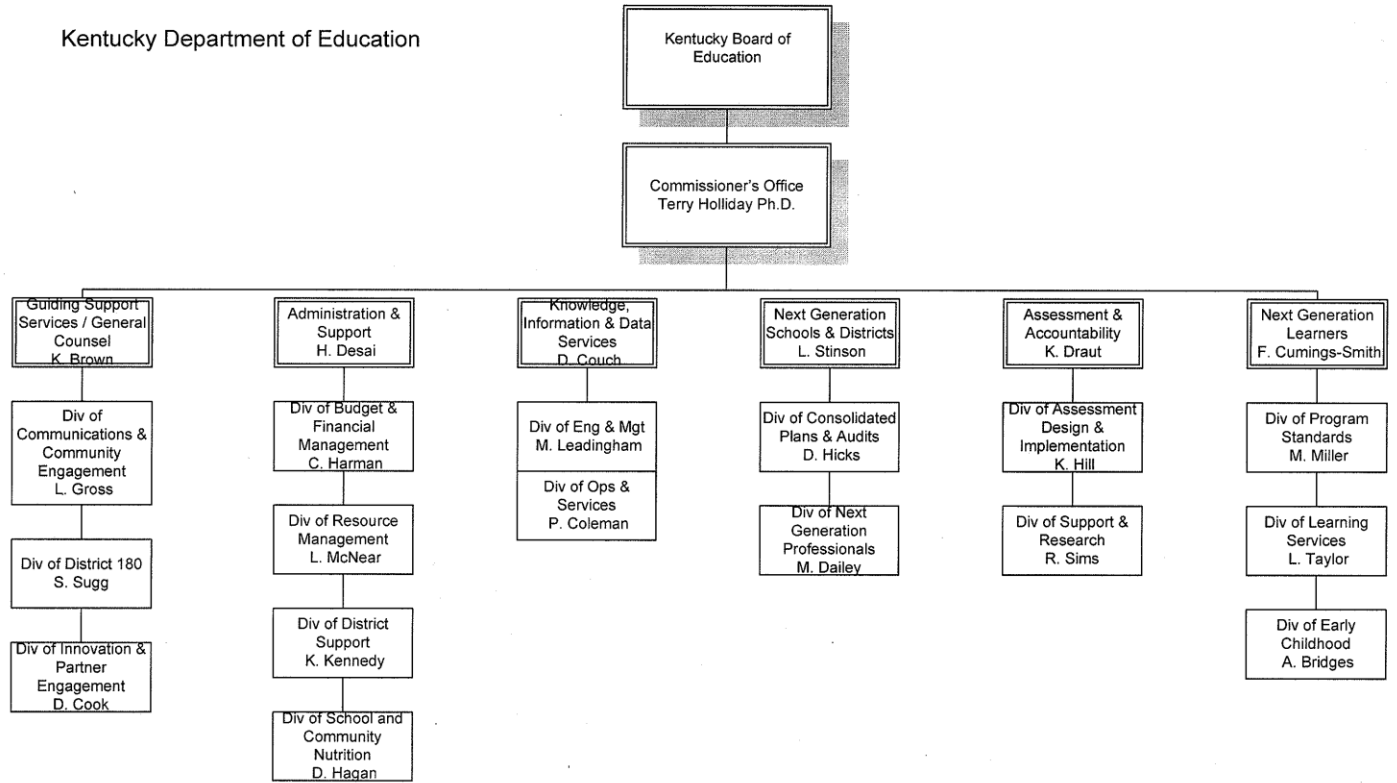 Kentucky Department of Education
Kentucky Board of
Education
Commissioner's Office
Terry Holliday Ph.D.
Guiding Support
Services / General
Counsel
K. Brown
Administration &
Support
H. Desai
Knowledge,
Information & Data
Services
D. Couch
Next Generation
Schools & Districts
L. Stinson
Assessment &
Accountability
K. Draut
Next Generation
Learners
F. Cumings-Smith
Div of
Communications &
Community
Engagement
L. Gross
Div of District 180
S. Sugg
Div of Innovation &
Partner
Engagement
D. Cook
Div of Budget &
Financial
Management
C. Harman
Div of Resource
Management
L. McNear
Div of District
Support
K. Kennedy
Div of School and
Community
Nutrition
D. Hagan
Div of Eng & Mgt
M. Leadingham
Div of Ops &
Services
P. Coleman
Div of Consolidated
Plans & Audits
D. Hicks
Div of Next
Generation
Professionals
M. Dailey
Div of Assessment
Design &
Implementation
K. Hill
Div of Support &
Research
R. Sims
Div of Program
Standards
M. Miller
Div of Learning
Services
L. Taylor
Div of Early
Childhood
A. Bridges